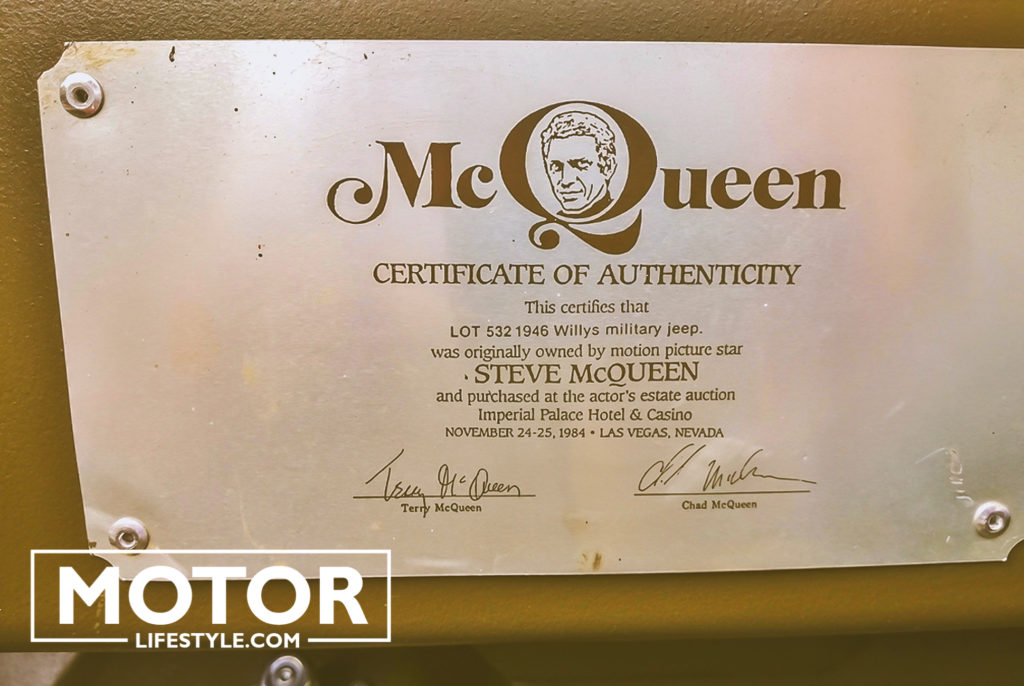 McQueen
CERTIFICATE OF AUTHENTICITY
This certifies that
LOT 532 1946 Willys military jeep.
was originally owned by motion picture star
STEVE McQUEEN
and purchased at the actor's estate auction
Imperial Palace Hotel & Casino
NOVEMBER 24-25, 1984 • LAS VEGAS, NEVADA
Terry McQueen
Terry McQueen
Chad McQueen
MOTOR
LIFESTYLE.COM